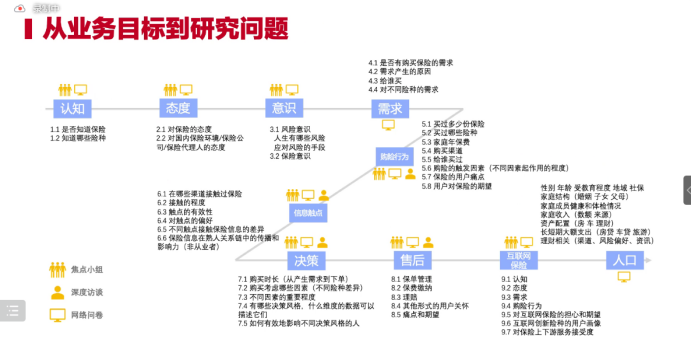 录制中
从业务目标到研究问题
认知
1.1 是否知道保险
1.2 知道哪些险种
态度
2.1 对保险的态度
2.2 对国内保险环境/保险公
司/保险代理人的态度
意识
3.1 风险意识
人生有哪些风险
应对风险的手段
3.2 保险意识
4.1 是否有购买保险的需求
4.2 需求产生的原因
4.3 给谁买
4.4 对不同险种的需求
需求
购险行为
5.1 买过多少份保险
5.2 买过哪些险种
5.3 家庭年保费
5.4 购买渠道
5.5 给谁买过
5.6 购险的触发因素（不同因素起作用的程度）
5.7 保险的用户痛点
5.8 用户对保险的期望
6.1 在哪些渠道接触过保险
6.2 接触的程度
6.3 触点的有效性
6.4 对触点的偏好
6.5 不同触点接触保险信息的差异
6.6 保险信息在熟人关系链中的传播和
影响力（非从业者）
信息触点
决策
7.1 购买时长（从产生需求到下单）
7.2 购买考虑哪些因素（不同险种差异）
7.3 不同因素的重要程度
7.4 有哪些决策风格，什么维度的数据可以
描述它们
7.5 如何有效地影响不同决策风格的人
售后
8.1 保单管理
8.2 保费缴纳
8.3 理赔
8.4 其他形式的用户关怀
8.5 痛点和期望
互联网
保险
9.1 认知
9.2 态度
9.3 需求
9.4 购险行为
9.5 对互联网保险的担心和期望
9.6 互联网创新险种的用户画像
9.7 对保险上下游服务接受度
性别 年龄 受教育程度 地域 社保
家庭结构（婚姻 子女 父母）
家庭成员健康和体检情况
家庭收入（数额 来源）
资产配置（房 车 理财）
长短期大额支出（房贷 车贷 旅游）
理财相关（渠道、风险偏好、资讯）
人口
焦点小组
深度访谈
网络问卷